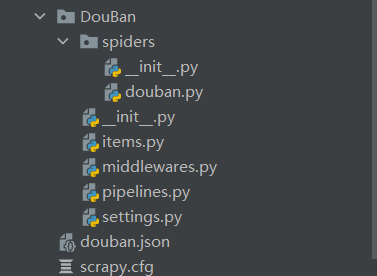 DouBan
spiders
__init__.py
douban.py
__init__.py
items.py
middlewares.py
pipelines.py
settings.py
douban.json
scrapy.cfg